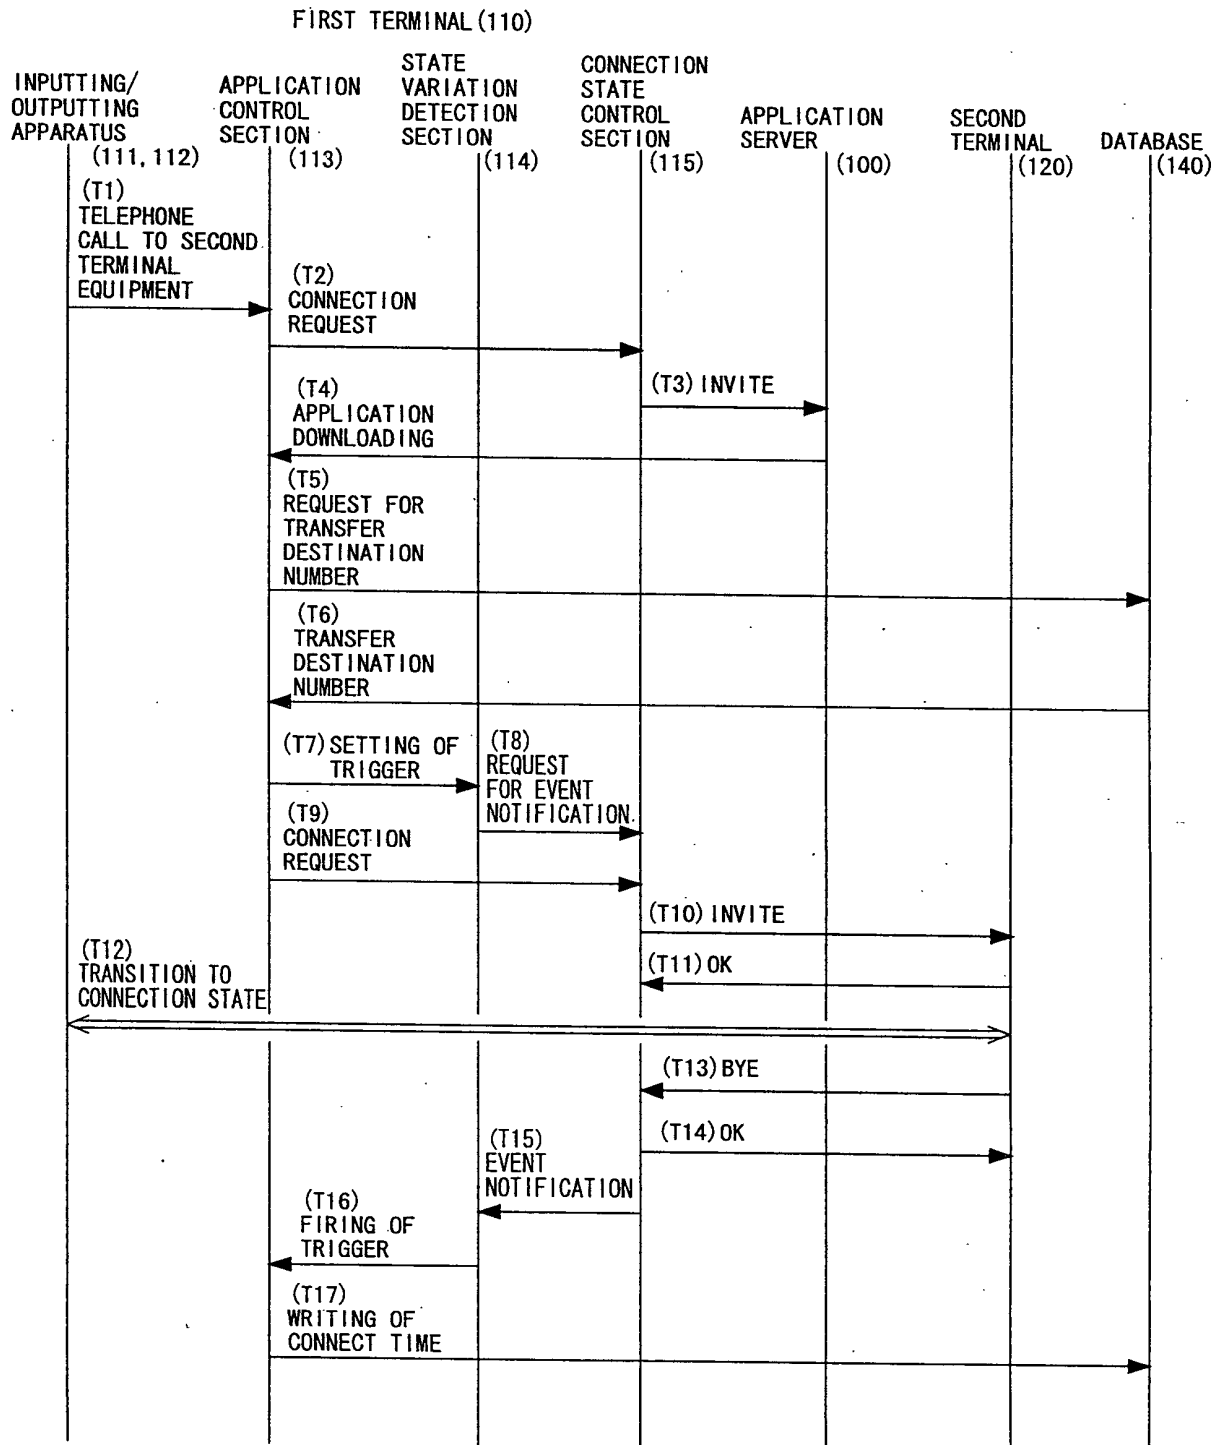 FIRST TERMINAL(110)
INPUTTING/
OUTPUTTING
APPARATUS
(111, 112)
APPLICATION
CONTROL
SECTION
(113)
STATE
VARIATION
DETECTION
SECTION
(114)
CONNECTION
STATE
CONTROL
SECTION
(115)
APPLICATION
SERVER
(100)
SECOND
TERMINAL
(120)
DATABASE
(140)
(T1)
TELEPHONE
CALL TO SECOND
TERMINAL
EQUIPMENT
(T2)
CONNECTION
REQUEST
(T3) INVITE
(T4)
APPLICATION
DOWNLOADING
(T5)
REQUEST FOR
TRANSFER
DESTINATION
NUMBER
(T6)
TRANSFER
DESTINATION
NUMBER
(T7) SETTING OF
TRIGGER
(T8)
REQUEST
FOR EVENT
NOTIFICATION
(T9)
CONNECTION
REQUEST
(T10) INVITE
(T11) OK
(T12)
TRANSITION TO
CONNECTION STATE
(T13) BYE
(T14) OK
(T15)
EVENT
NOTIFICATION
(T16)
FIRING OF
TRIGGER
(T17)
WRITING OF
CONNECT TIME